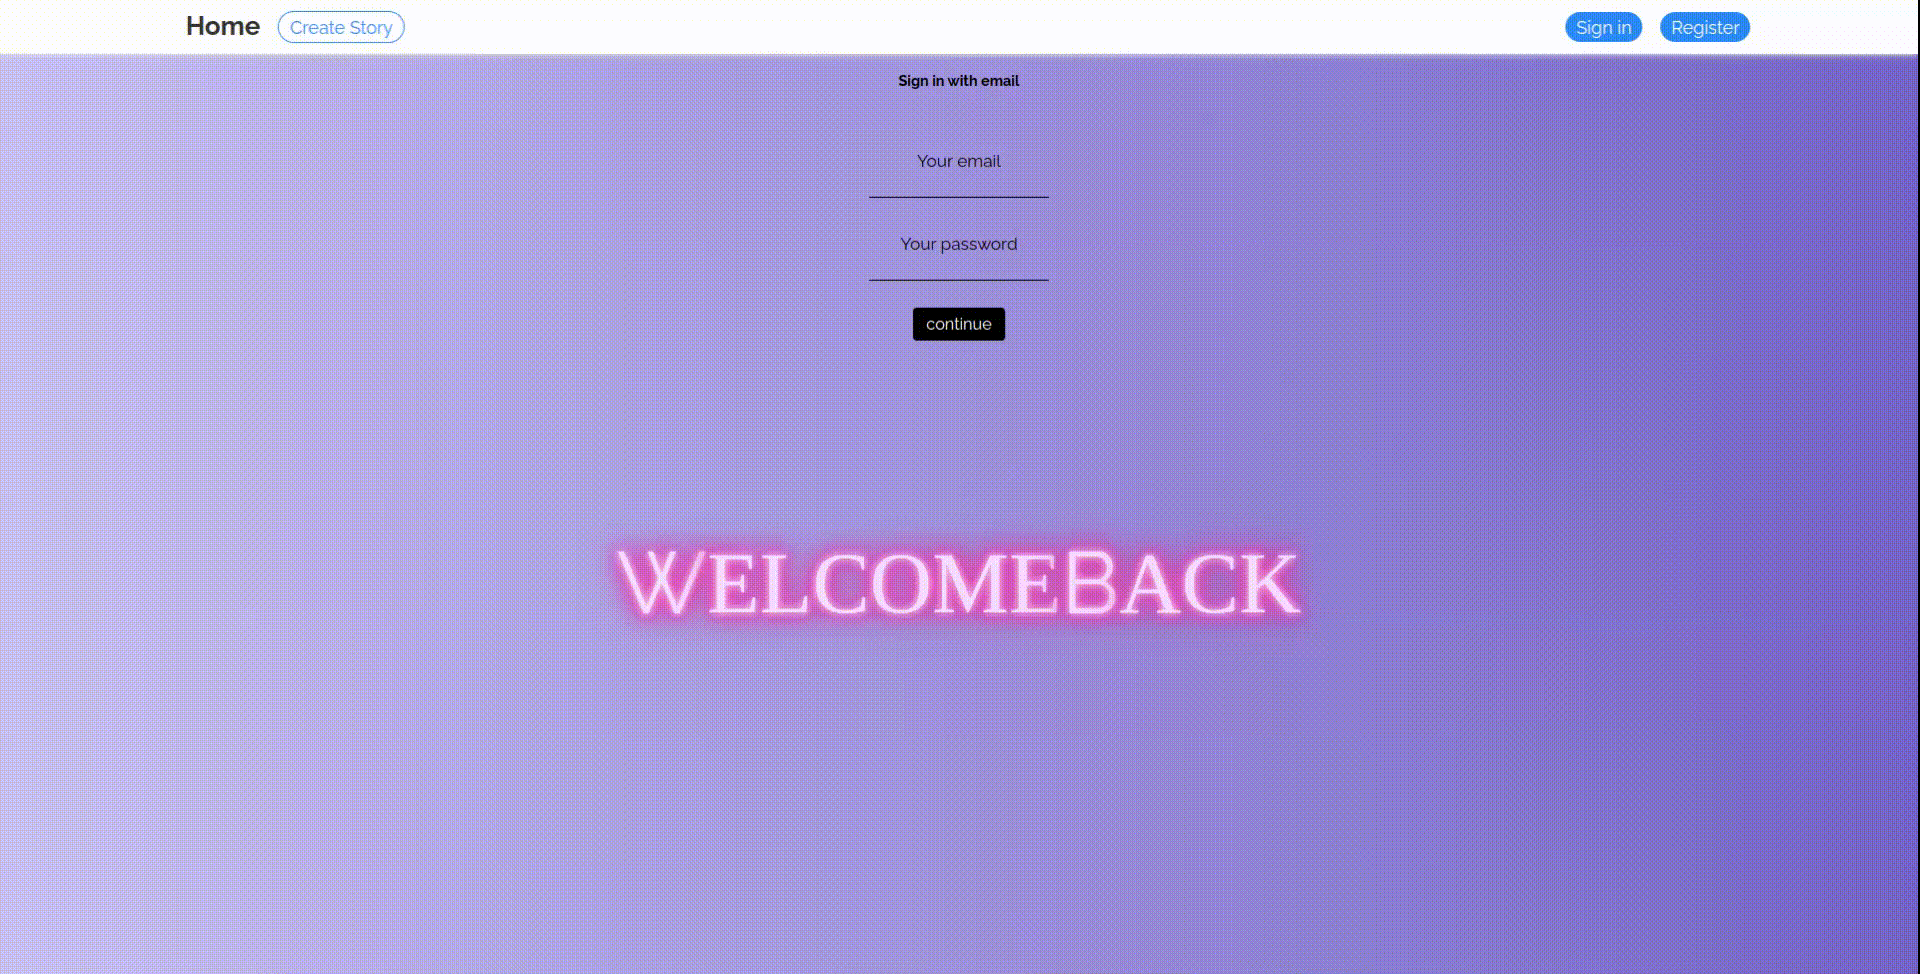 Home Create Story Sign in Register
Sign in with email
Your email
Your password
continue
WELCOMEBACK